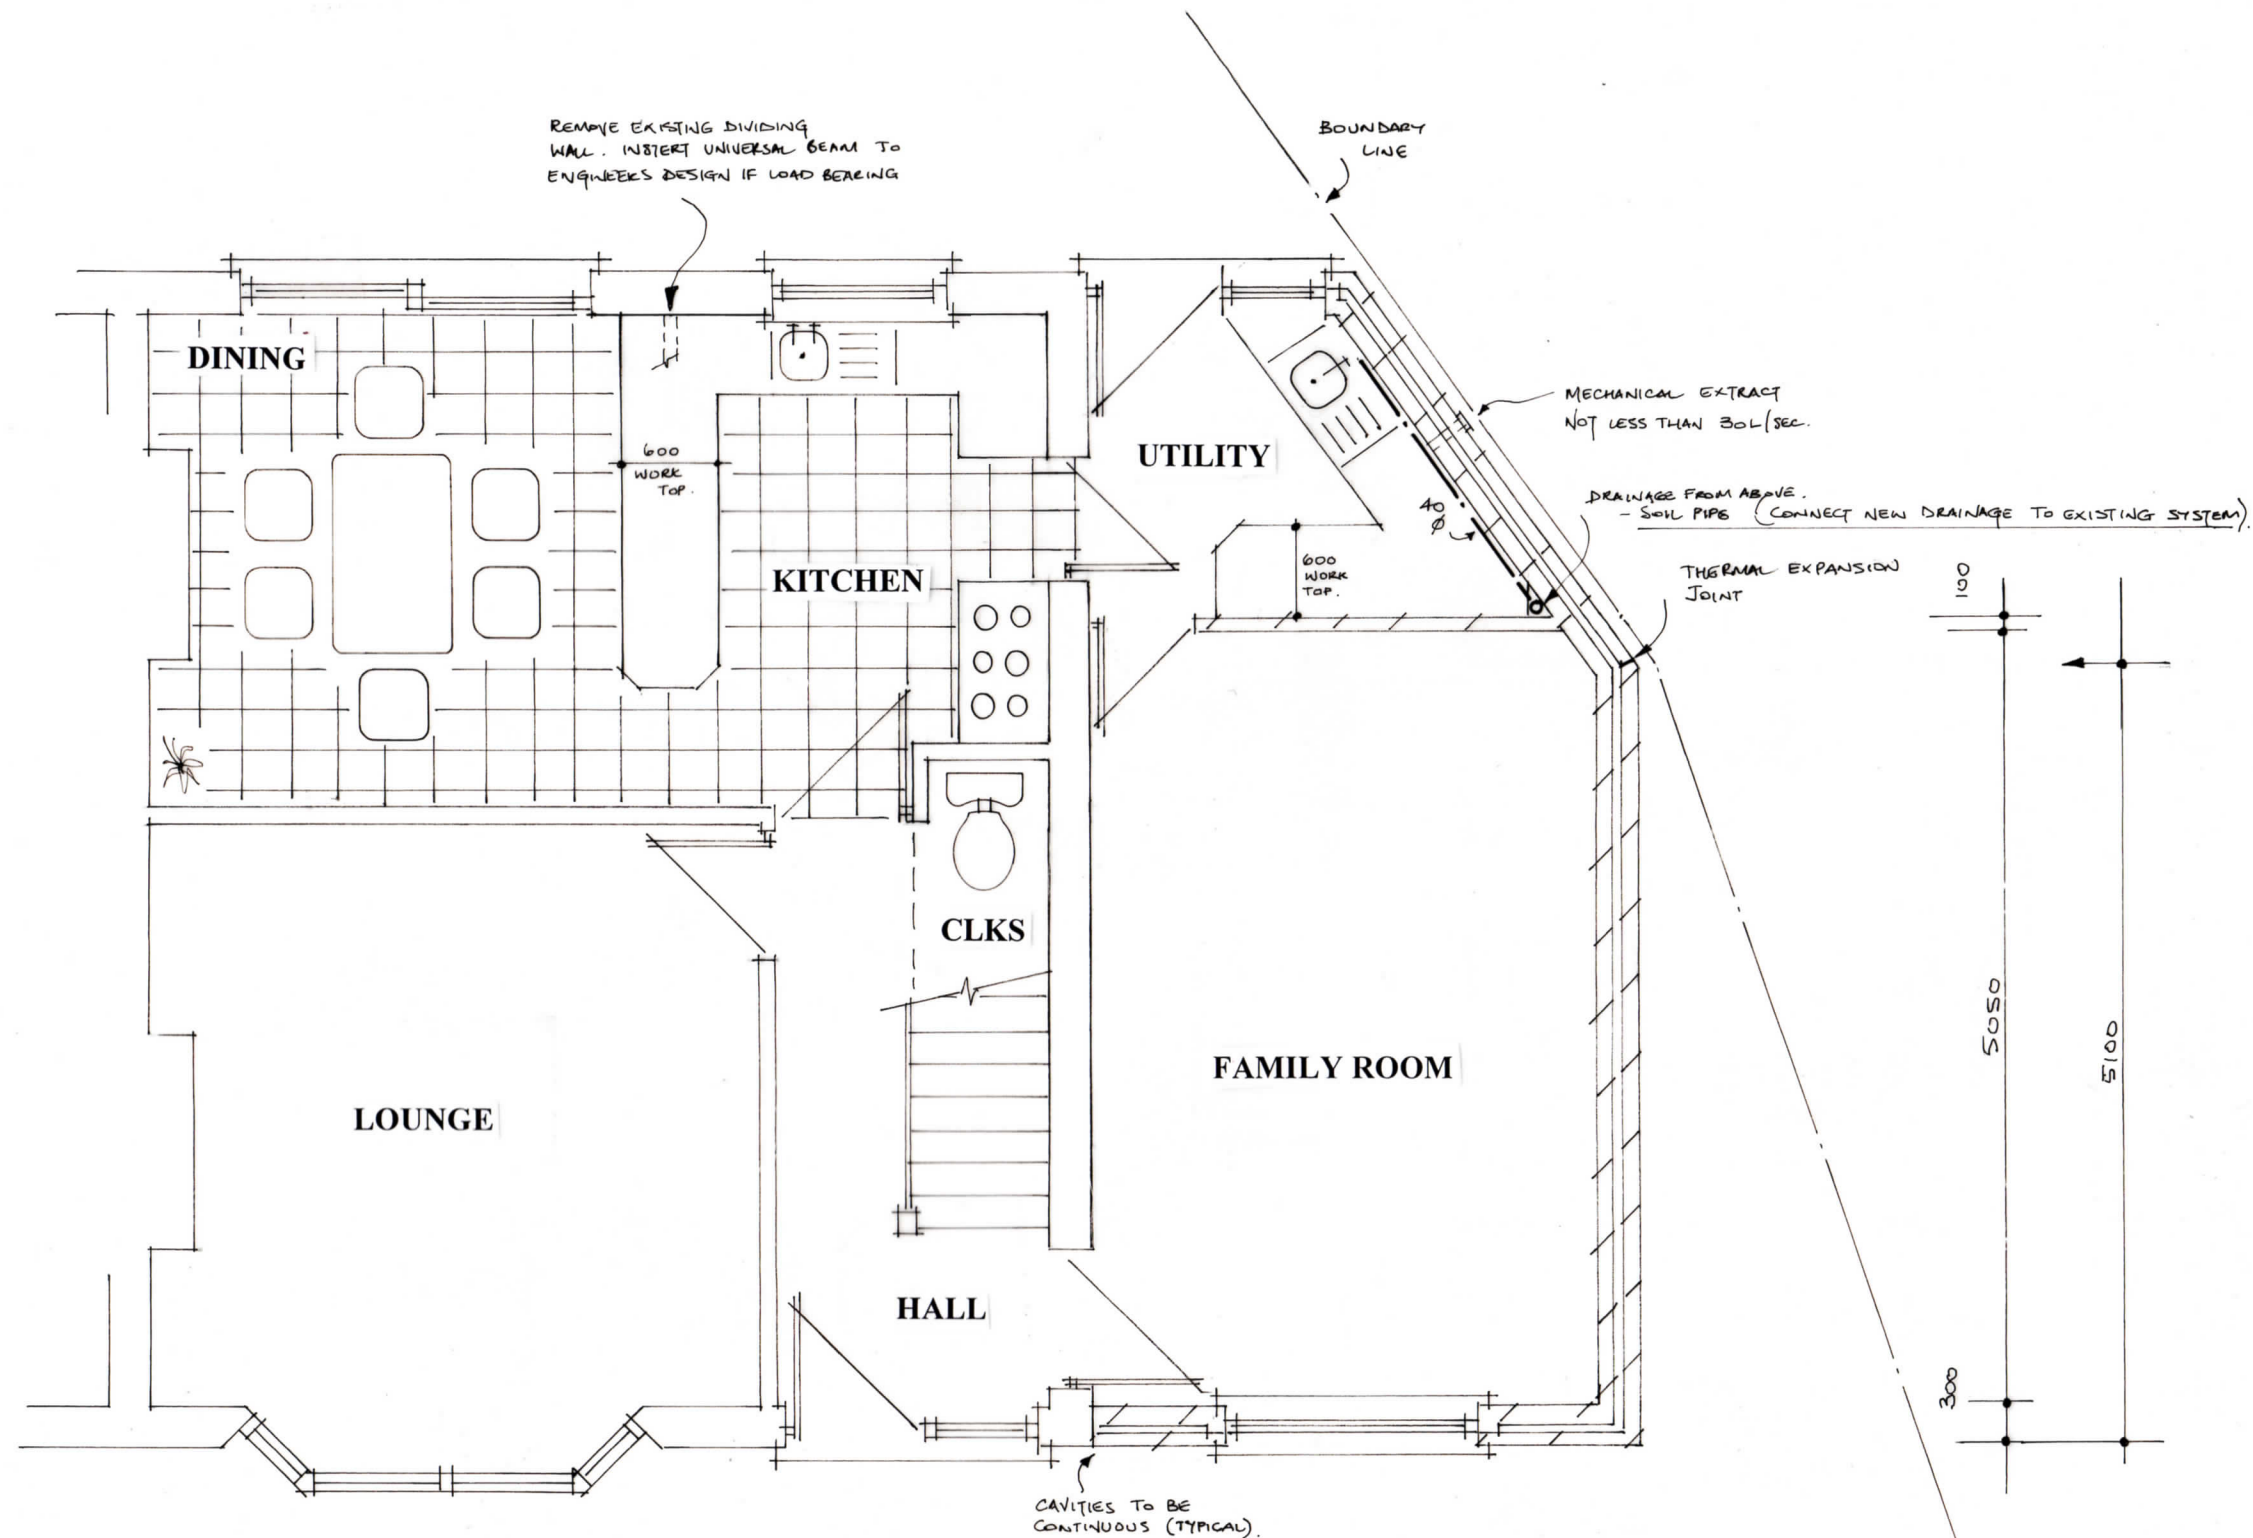 REMOVE EXISTING DIVIDING
WALL. INSTERT UNIVERSAL BEAM TO
ENGINEERS DESIGN IF LOAD BEARING
BOUNDARY
LINE
DINING
MECHANICAL EXTRACT
NOT LESS THAN 30L/SEC.
600
WORK
TOP.
UTILITY
DRAINAGE FROM ABOVE.
- SOIL PIPE (CONNECT NEW DRAINAGE TO EXISTING SYSTEM).
40
Ø
KITCHEN
600
WORK
TOP.
THERMAL EXPANSION
JOINT
100
CLKS
5050
5100
FAMILY ROOM
LOUNGE
HALL
300
CAVITIES TO BE
CONTINUOUS (TYPICAL).